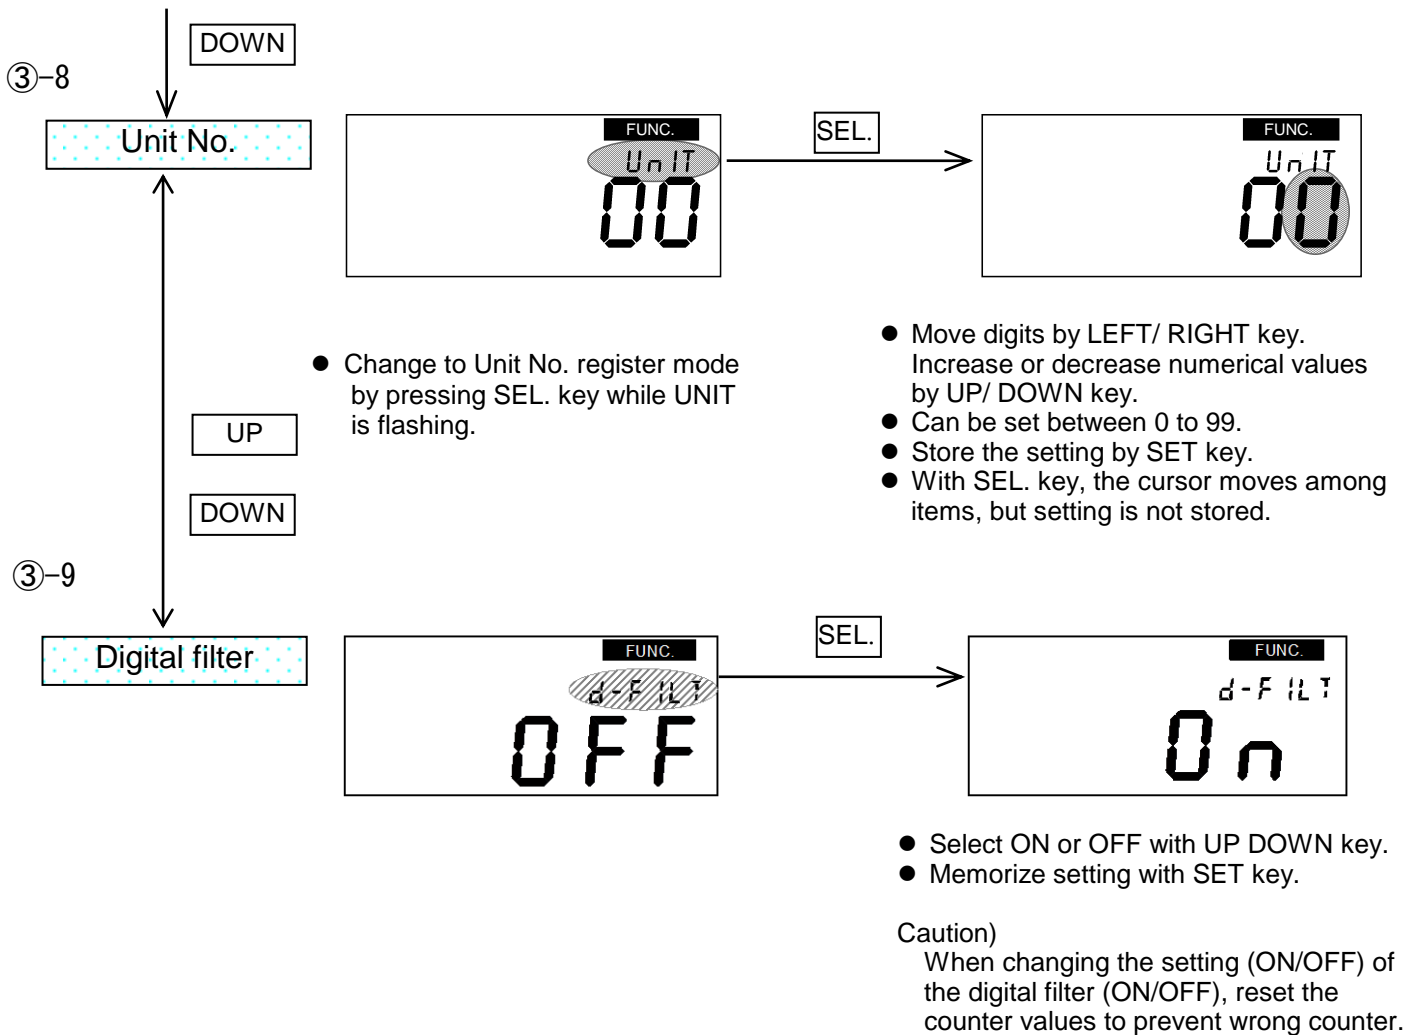 DOWN
③-8
Unit No.
FUNC.
UnIT
00
SEL.
FUNC.
UnIT
00
● Change to Unit No. register mode
by pressing SEL. key while UNIT
is flashing.
● Move digits by LEFT/ RIGHT key.
Increase or decrease numerical values
by UP/ DOWN key.
● Can be set between 0 to 99.
● Store the setting by SET key.
● With SEL. key, the cursor moves among
items, but setting is not stored.
UP
DOWN
③-9
Digital filter
FUNC.
d-FILT
OFF
SEL.
FUNC.
d-FILT
On
● Select ON or OFF with UP DOWN key.
● Memorize setting with SET key.
Caution)
When changing the setting (ON/OFF) of
the digital filter (ON/OFF), reset the
counter values to prevent wrong counter.